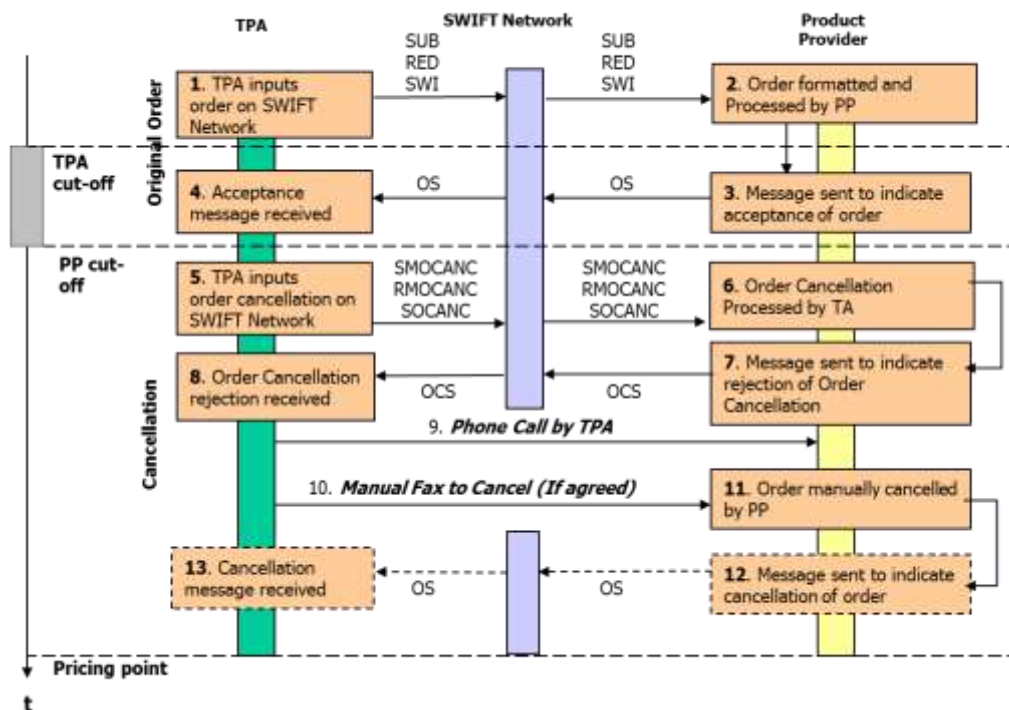 TPA
SWIFT Network
Product
Provider
SUB
RED
SWI
SUB
RED
SWI
1. TPA inputs
order on SWIFT
Network
2. Order formatted and
Processed by PP
Original Order
TPA
cut-off
4. Acceptance
message received
OS
OS
3. Message sent to indicate
acceptance of order
PP cut-
off
5. TPA inputs
order cancellation on
SWIFT Network
SMOCANC
RMOCANC
SOCANC
SMOCANC
RMOCANC
SOCANC
6. Order Cancellation
Processed by TA
8. Order Cancellation
rejection received
OCS
OCS
7. Message sent to indicate
rejection of Order
Cancellation
Cancellation
9. Phone Call by TPA
10. Manual Fax to Cancel (If agreed)
11. Order manually cancelled
by PP
13. Cancellation
message received
OS
OS
12. Message sent to indicate
cancellation of order
Pricing point
t